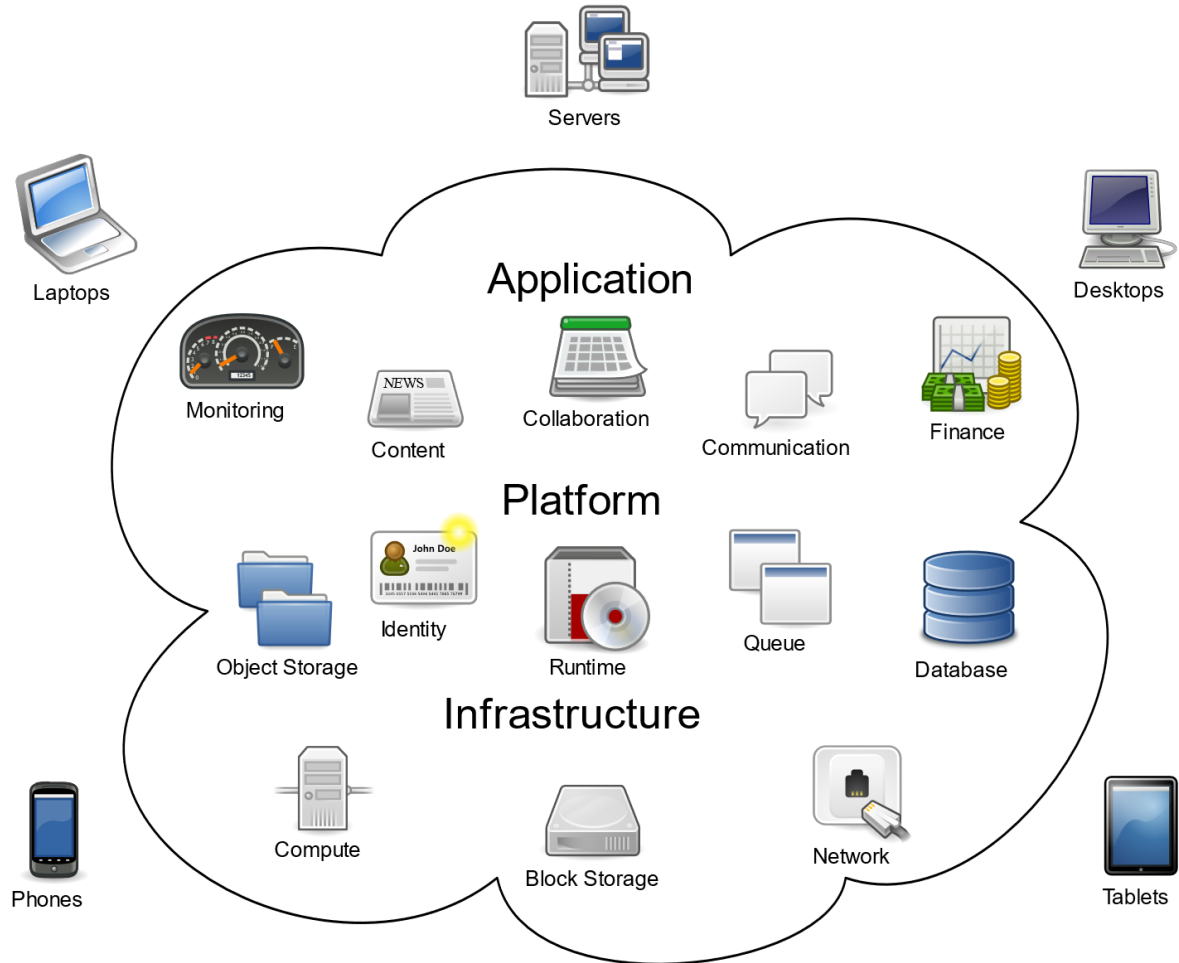 Servers
Laptops
Desktops
Application
Monitoring
NEWS
Content
Collaboration
Communication
Finance
Platform
Object Storage
John Doe
Identity
Runtime
Queue
Database
Infrastructure
Compute
Block Storage
Network
Phones
Tablets
12345